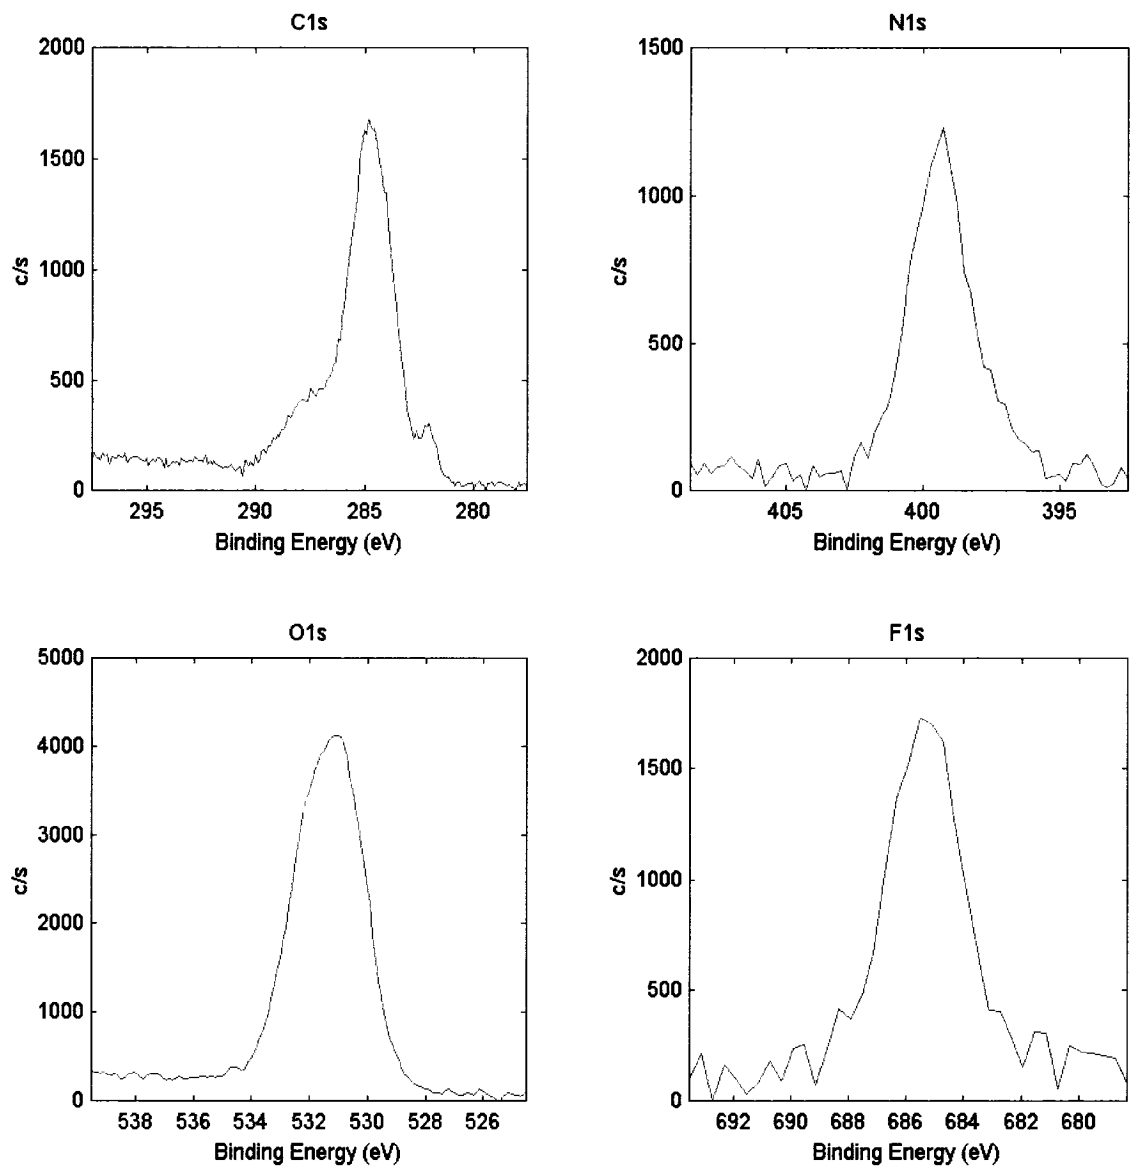 C1s
2000
1500
1000
500
0
c/s
295 290 285 280
Binding Energy (eV)
N1s
1500
1000
500
0
c/s
405 400 395
Binding Energy (eV)
O1s
5000
4000
3000
2000
1000
0
c/s
538 536 534 532 530 528 526
Binding Energy (eV)
F1s
2000
1500
1000
500
0
c/s
692 690 688 686 684 682 680
Binding Energy (eV)